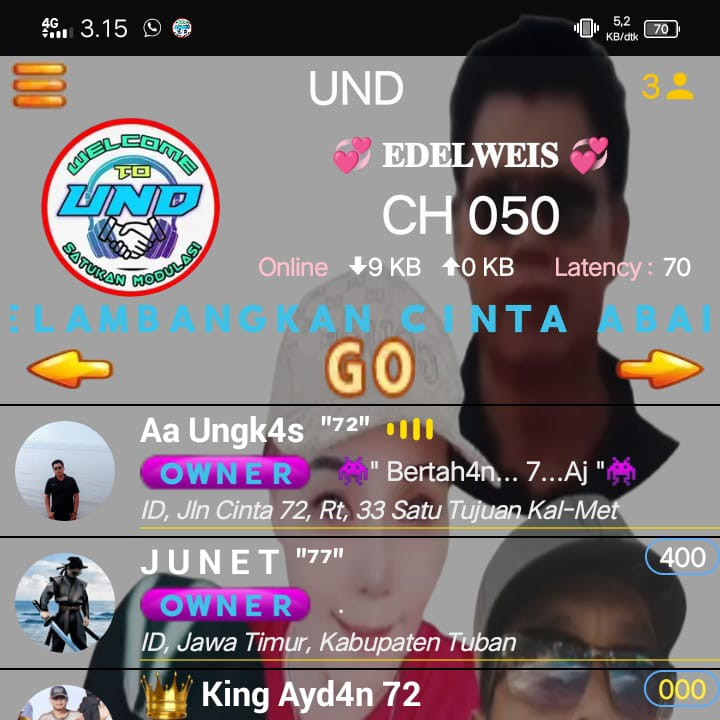 4G 3.15 5,2 KB/dtk 70
UND 3
WELCOME TO UND SATUKAN MODULASI
💞 EDELWEIS 💞
CH 050
Online ↓9 KB ↑0 KB Latency : 70
ELAMBANGKAN CINTA ABAI
GO
Aa Ungk4s "72"
OWNER 👾" Bertah4n... 7...Aj "👾
ID, Jln Cinta 72, Rt, 33 Satu Tujuan Kal-Met
JUNET "77" 400
OWNER .
ID, Jawa Timur, Kabupaten Tuban
King Ayd4n 72 000